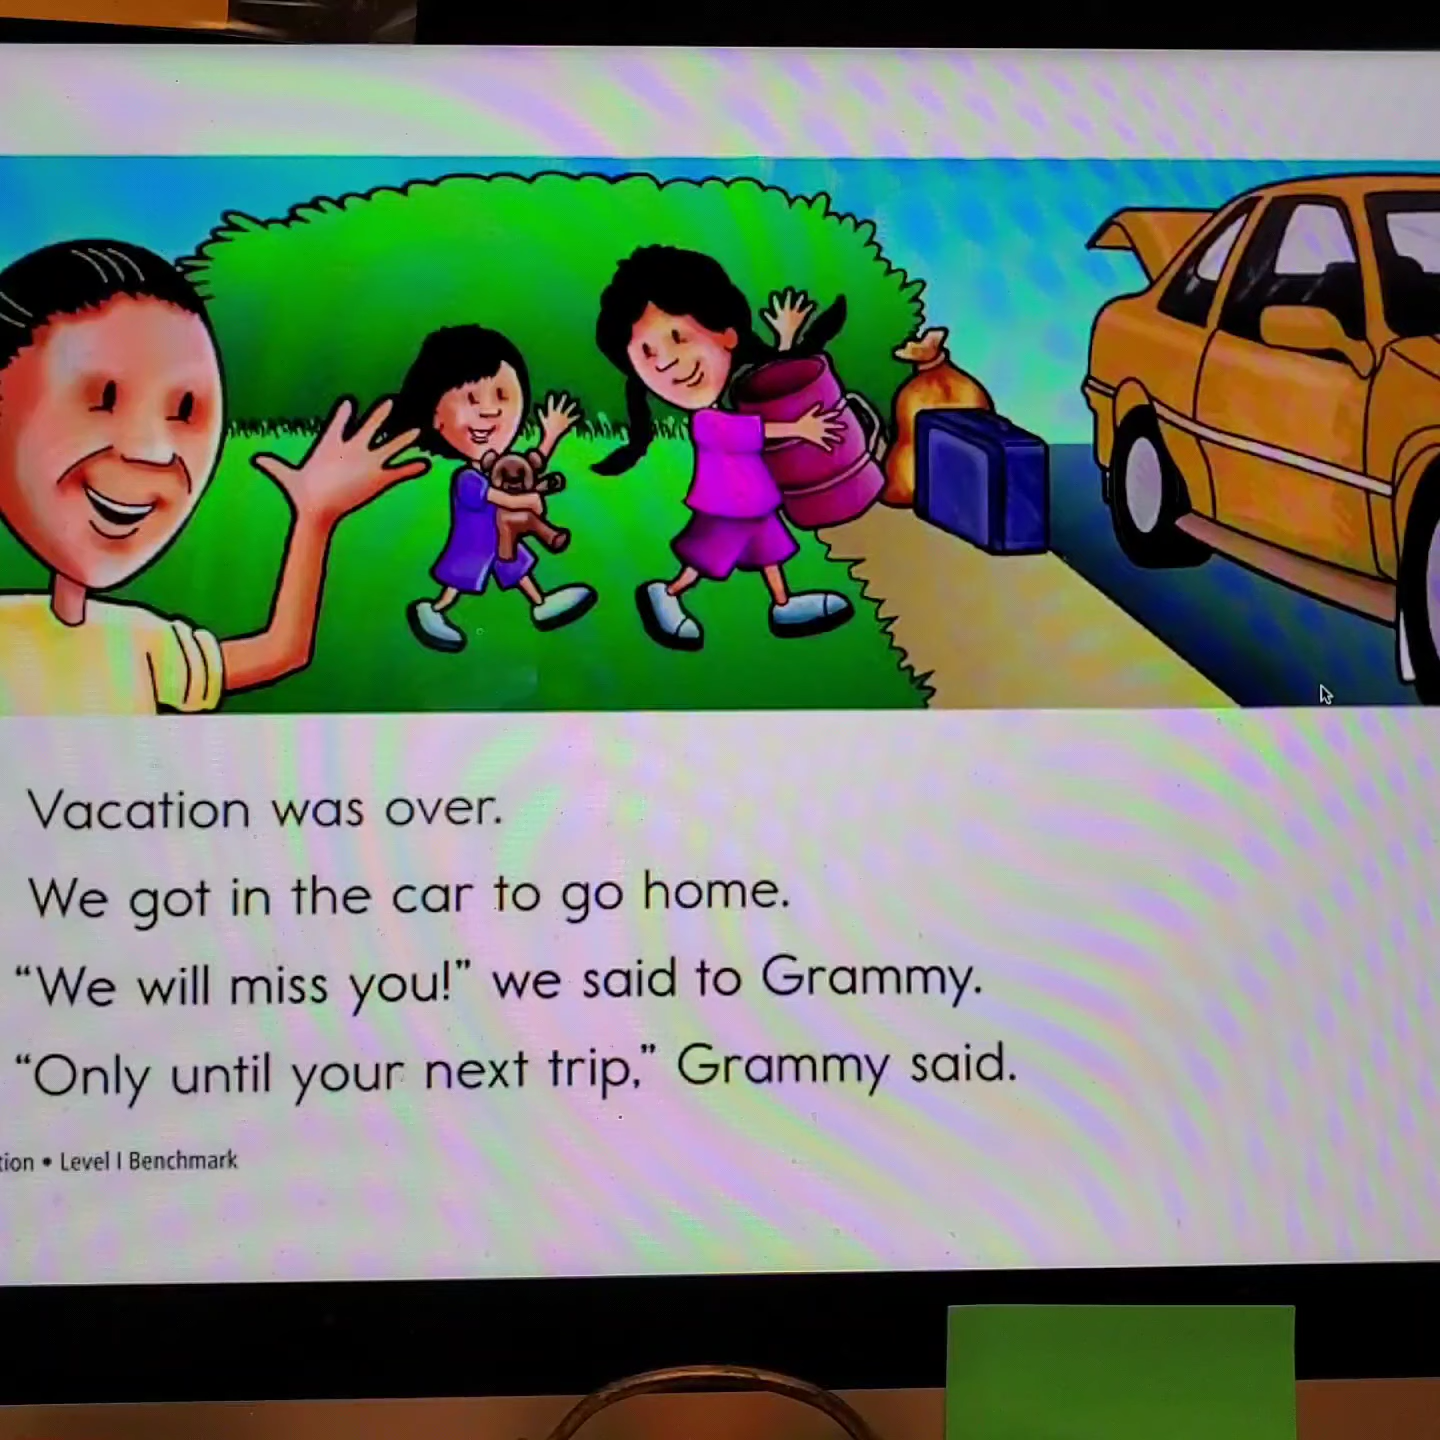 Vacation was over.
We got in the car to go home.
“We will miss you!” we said to Grammy.
“Only until your next trip,” Grammy said.
tion • Level I Benchmark